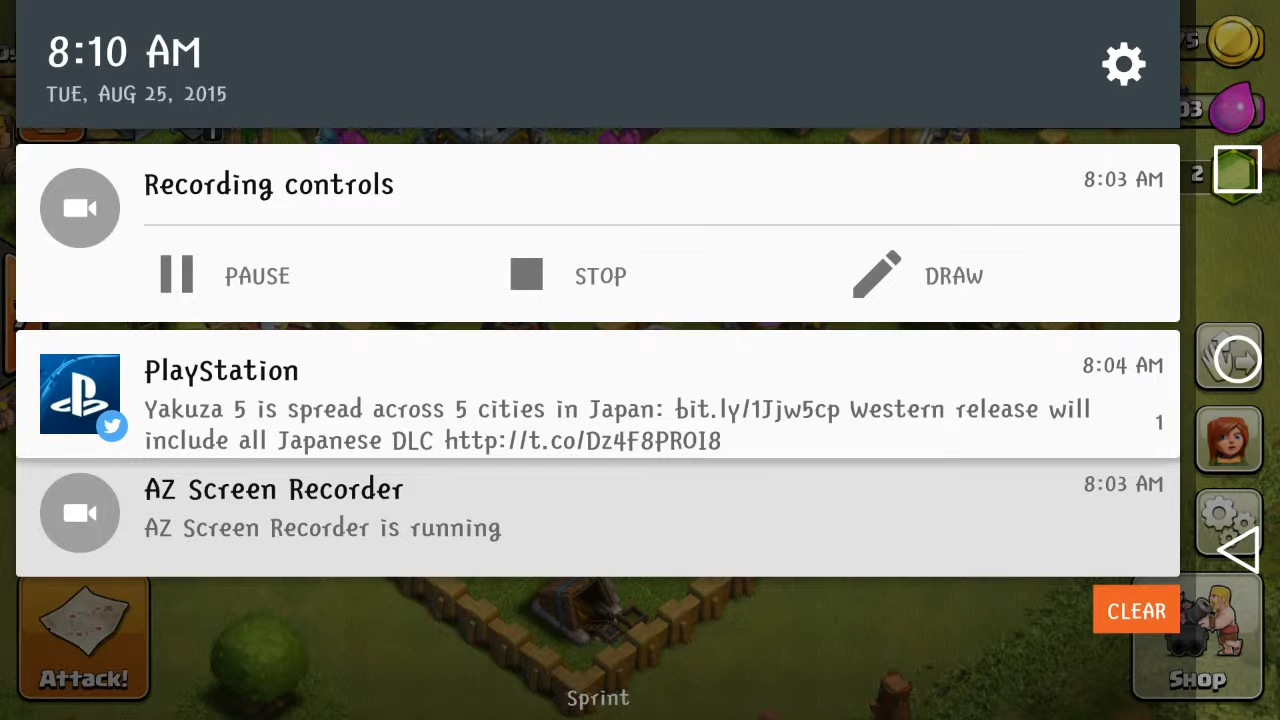 8:10 AM
TUE, AUG 25, 2015
Recording controls
8:03 AM
PAUSE
STOP
DRAW
PlayStation
8:04 AM
Yakuza 5 is spread across 5 cities in Japan: bit.ly/1Jjw5cp Western release will
include all Japanese DLC http://t.co/Dz4F8PROI8
1
AZ Screen Recorder
8:03 AM
AZ Screen Recorder is running
CLEAR
Attack!
Sprint
Shop
2